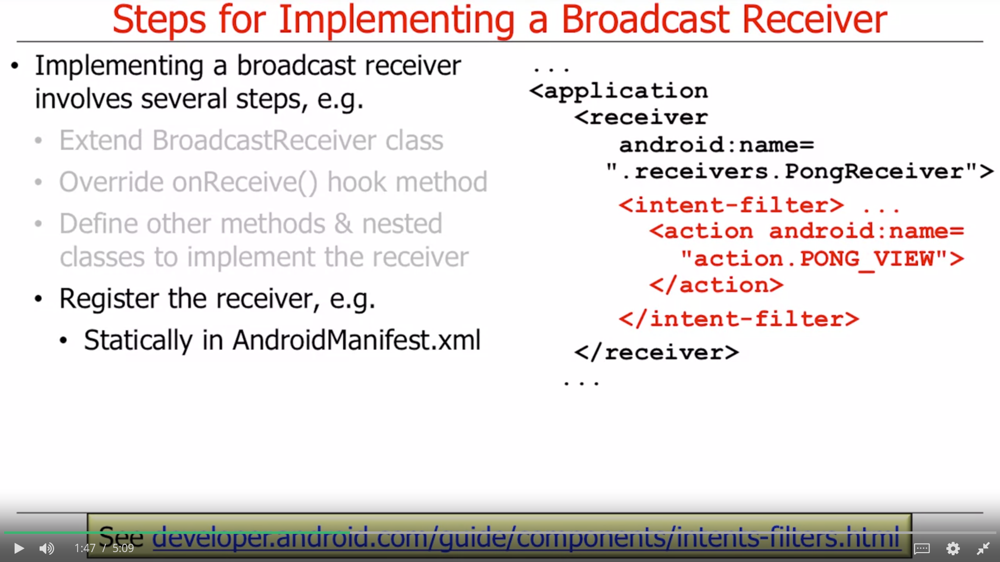 Steps for Implementing a Broadcast Receiver
• Implementing a broadcast receiver
involves several steps, e.g.
• Extend BroadcastReceiver class
• Override onReceive() hook method
• Define other methods & nested
classes to implement the receiver
• Register the receiver, e.g.
• Statically in AndroidManifest.xml
...
<application
<receiver
android:name=
".receivers.PongReceiver">
<intent-filter> ...
<action android:name=
"action.PONG_VIEW">
</action>
</intent-filter>
</receiver>
...
See developer.android.com/guide/components/intents-filters.html
1:47 / 5:09